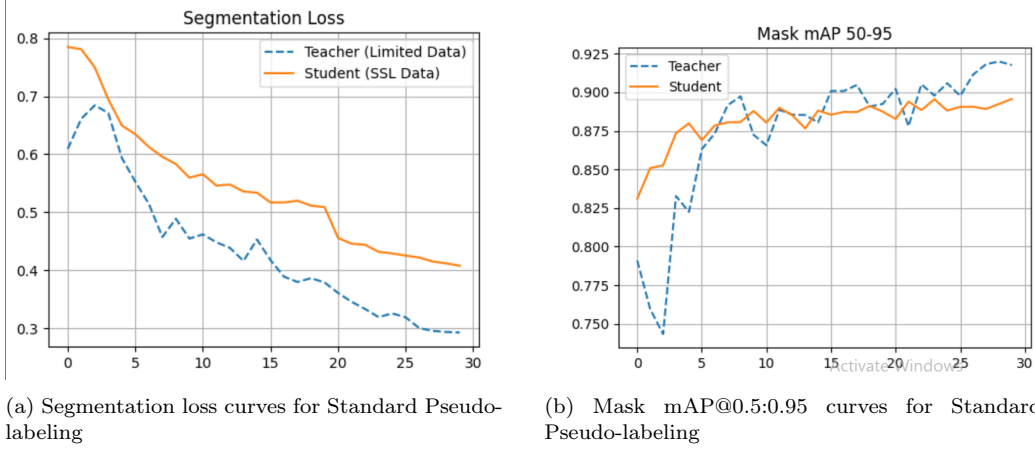 Segmentation Loss
Teacher (Limited Data)
Student (SSL Data)
0.8
0.7
0.6
0.5
0.4
0.3
0
5
10
15
20
25
30
(a) Segmentation loss curves for Standard Pseudo-
labeling
Mask mAP 50-95
Teacher
Student
0.925
0.900
0.875
0.850
0.825
0.800
0.775
0.750
0
5
10
15
20
25
30
Activate Windows
(b) Mask mAP@0.5:0.95 curves for Standard
Pseudo-labeling